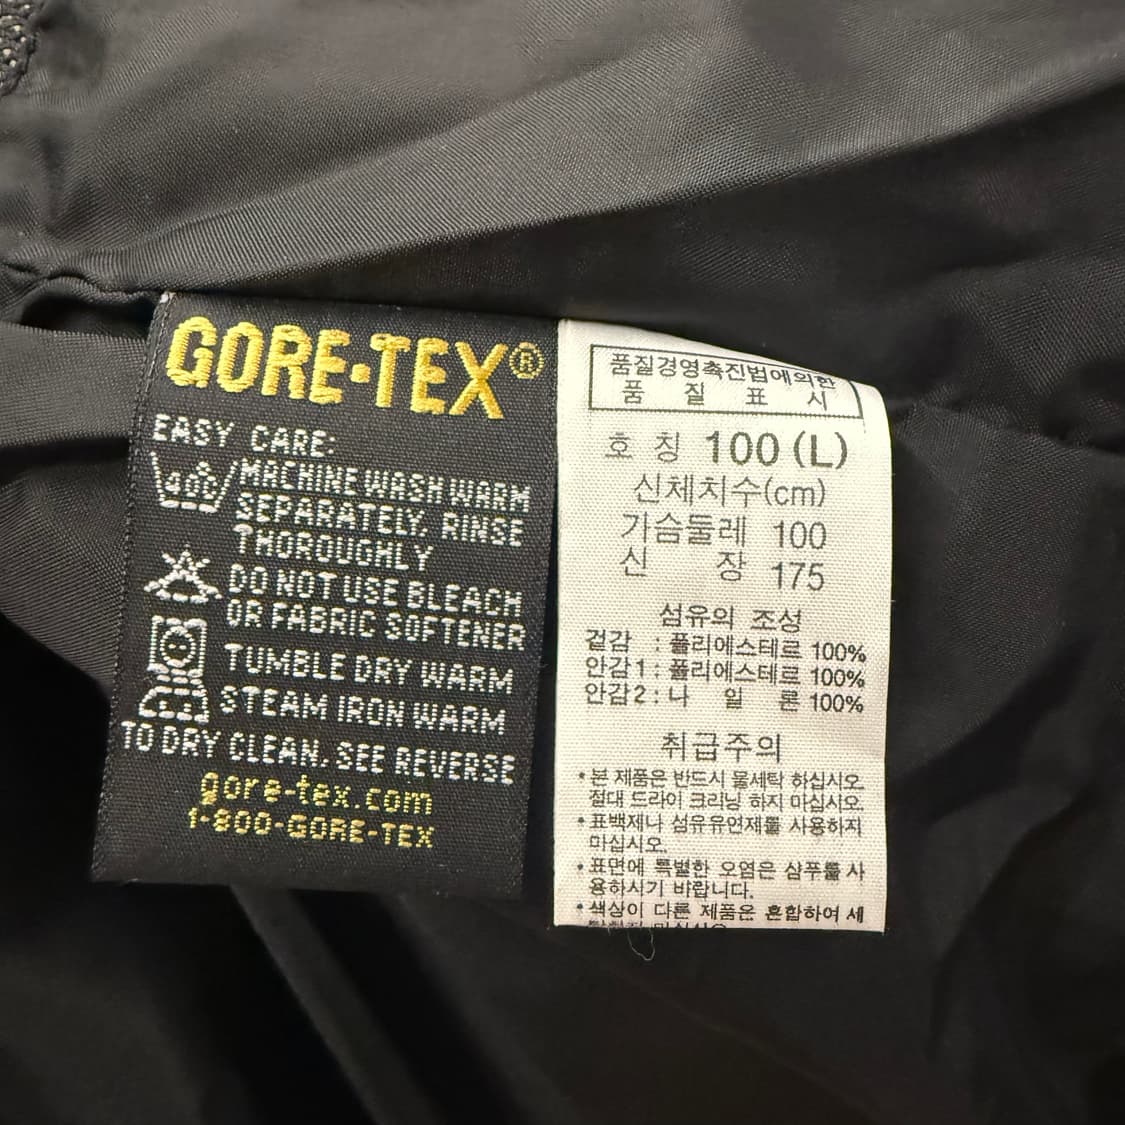 GORE-TEX®
EASY CARE:
40°
MACHINE WASH WARM
SEPARATELY. RINSE
THOROUGHLY
DO NOT USE BLEACH
OR FABRIC SOFTENER
TUMBLE DRY WARM
STEAM IRON WARM
TO DRY CLEAN, SEE REVERSE
gore-tex.com
1-800-GORE-TEX
품질경영촉진법에의한
품 질 표 시
호 칭 100 (L)
신체치수(cm)
가슴둘레 100
신 장 175
섬유의 조성
겉감 : 폴리에스테르 100%
안감1 : 폴리에스테르 100%
안감2 : 나 일 론 100%
취급주의
• 본 제품은 반드시 물세탁 하십시오.
절대 드라이 크리닝 하지 마십시오.
• 표백제나 섬유유연제를 사용하지
마십시오.
• 표면에 특별한 오염은 샴푸를 사
용하시기 바랍니다.
• 색상이 다른 제품은 혼합하여 세